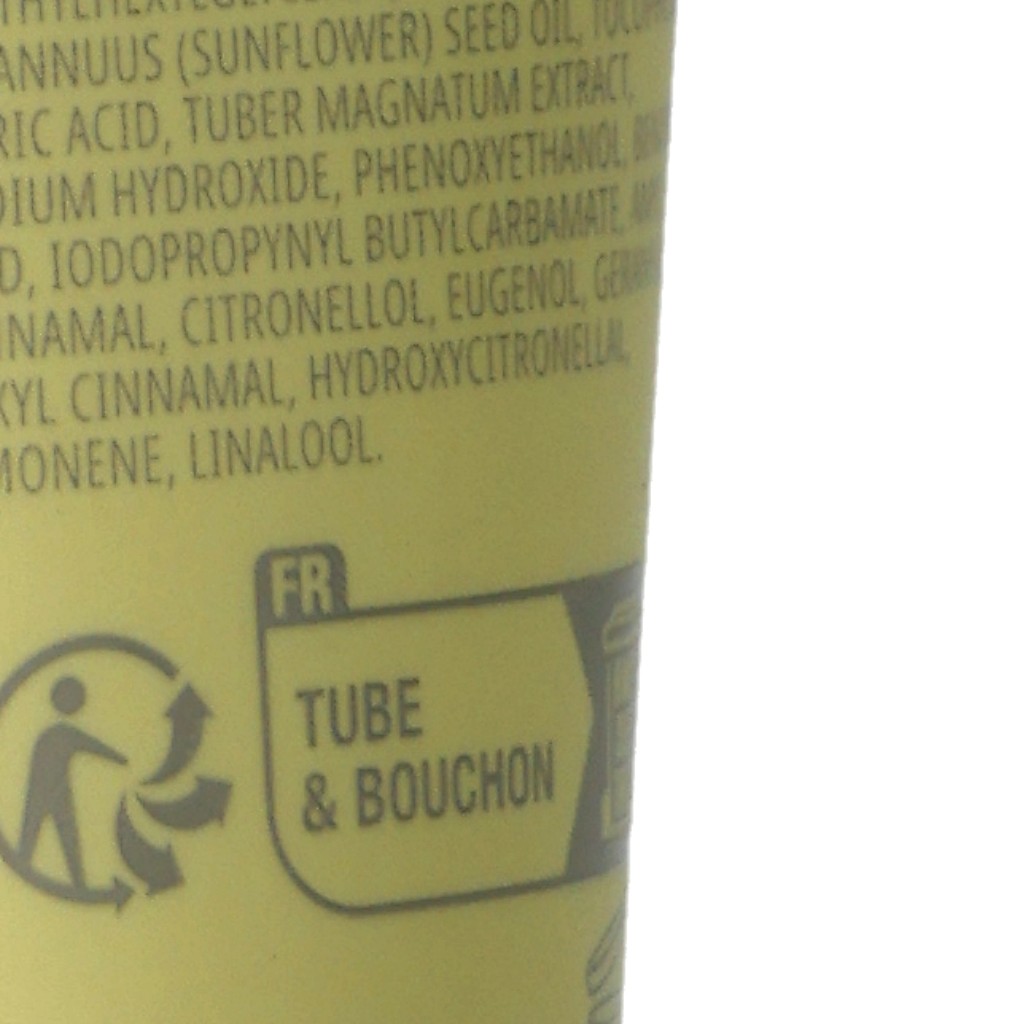 ANNUUS (SUNFLOWER) SEED OIL,
RIC ACID, TUBER MAGNATUM EXTRACT,
DIUM HYDROXIDE, PHENOXYETHANOL,
D, IODOPROPYNYL BUTYLCARBAMATE,
NNAMAL, CITRONELLOL, EUGENOL,
XYL CINNAMAL, HYDROXYCITRONELLAL,
MONENE, LINALOOL.
FR
TUBE
& BOUCHON